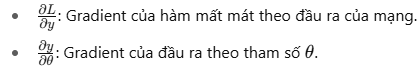 • ∂L/∂y: Gradient của hàm mất mát theo đầu ra của mạng.
• ∂y/∂θ: Gradient của đầu ra theo tham số θ.